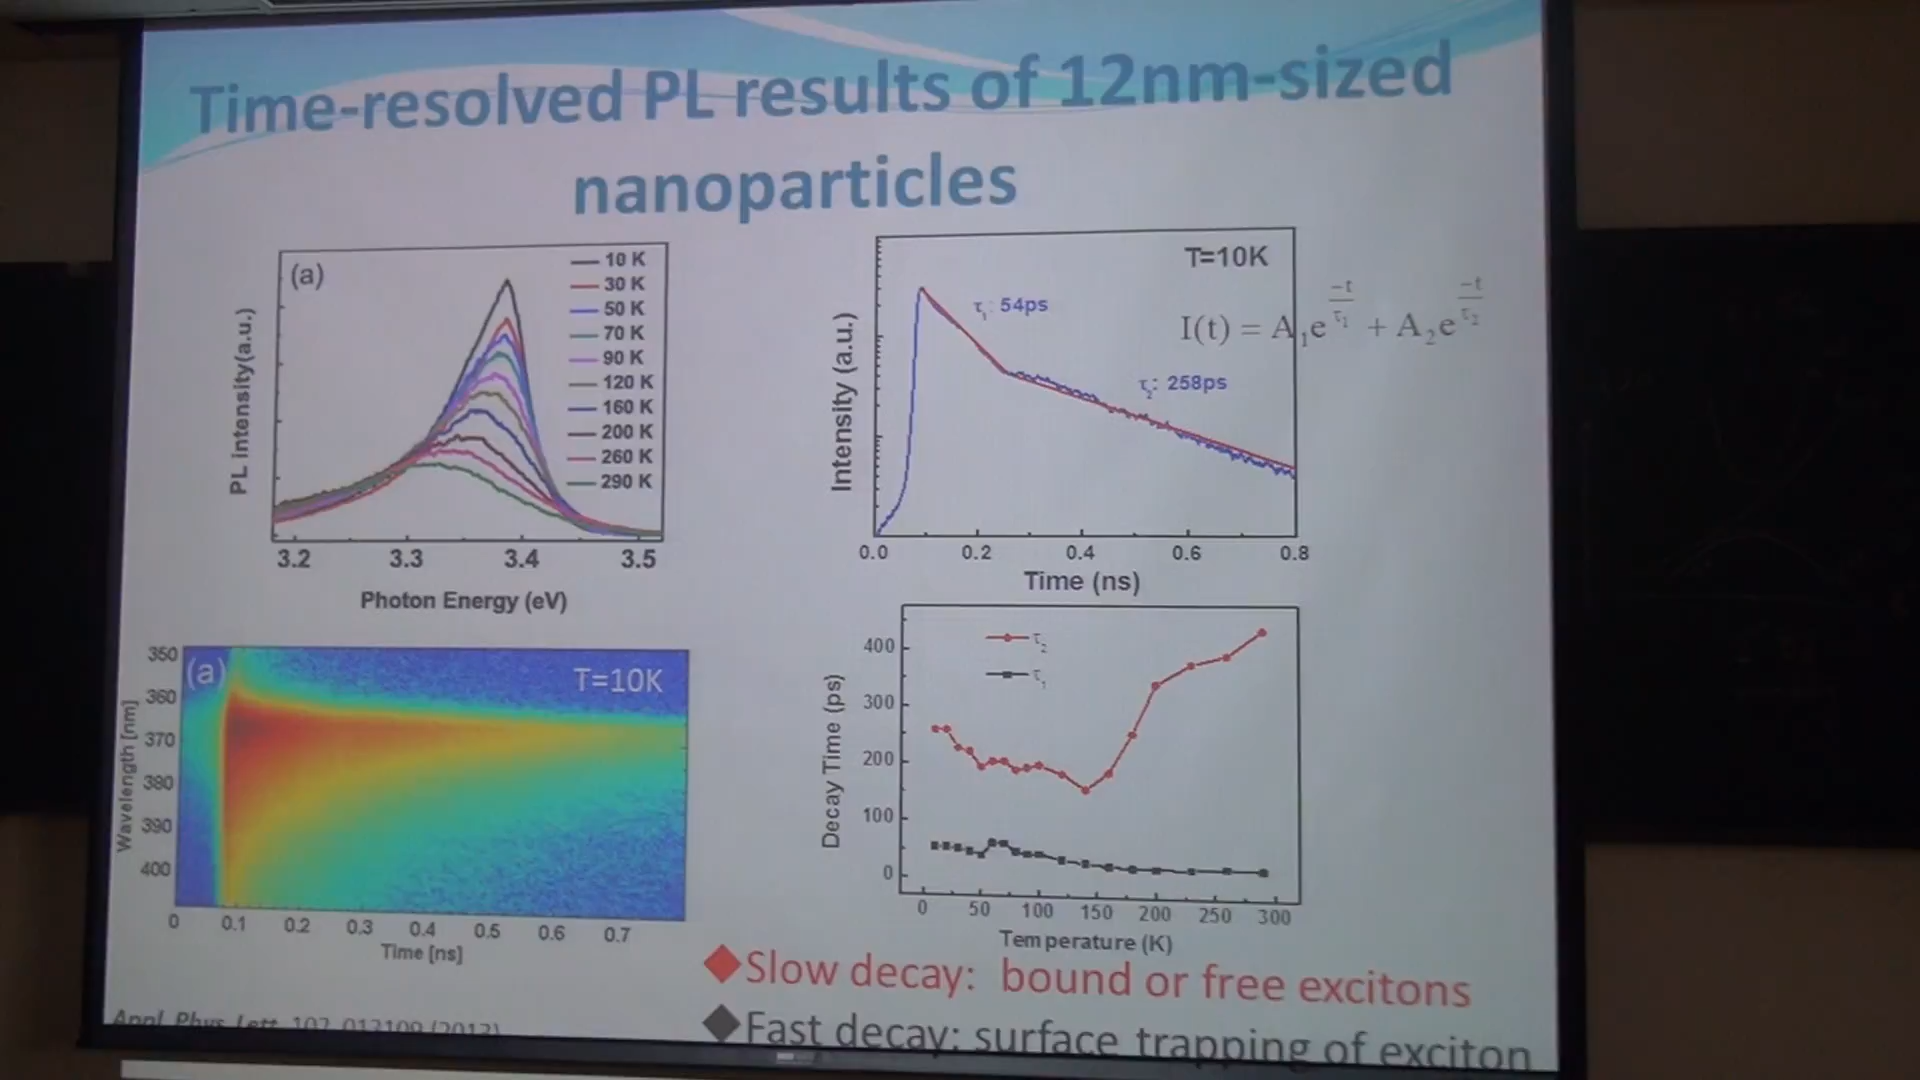 Time-resolved PL results of 12nm-sized
nanoparticles
(a)
10 K
30 K
50 K
70 K
90 K
120 K
160 K
200 K
260 K
290 K
PL intensity(a.u.)
3.2 3.3 3.4 3.5
Photon Energy (eV)
T=10K
τ₁: 54ps
τ₂: 258ps
I(t) = A₁e^(-t/τ₁) + A₂e^(-t/τ₂)
Intensity (a.u.)
0.0 0.2 0.4 0.6 0.8
Time (ns)
(a)
T=10K
350
360
370
380
390
400
Wavelength [nm]
0 0.1 0.2 0.3 0.4 0.5 0.6 0.7
Time [ns]
τ₂
τ₁
400
300
200
100
0
Decay Time (ps)
0 50 100 150 200 250 300
Temperature (K)
Slow decay: bound or free excitons
Fast decay: surface trapping of exciton
Appl. Phys. Lett. 102, 013109 (2013)